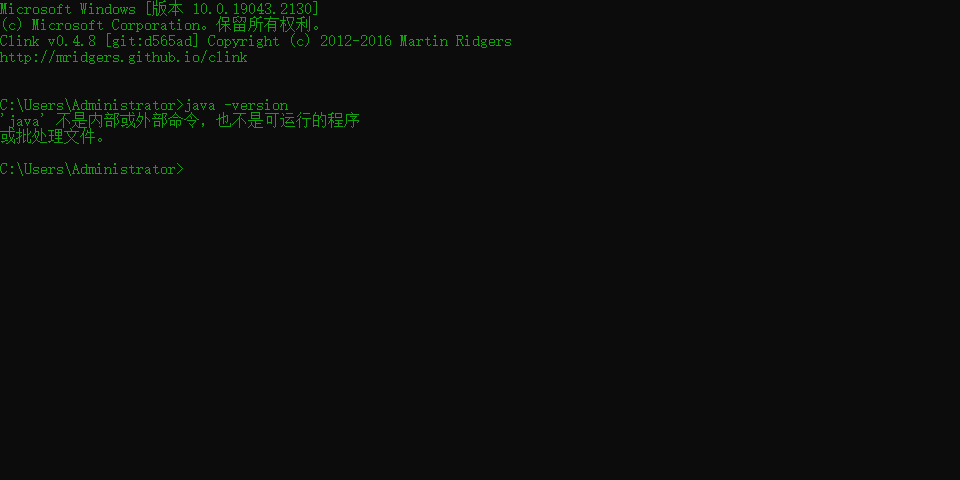 Microsoft Windows [版本 10.0.19043.2130]
(c) Microsoft Corporation。保留所有权利。
Clink v0.4.8 [git:d565ad] Copyright (c) 2012-2016 Martin Ridgers
http://mridgers.github.io/clink
C:\Users\Administrator>java -version
'java' 不是内部或外部命令，也不是可运行的程序
或批处理文件。
C:\Users\Administrator>